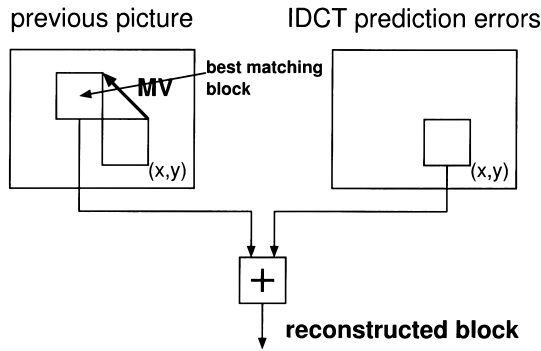 previous picture
IDCT prediction errors
best matching
block
MV
(x,y)
(x,y)
+
reconstructed block